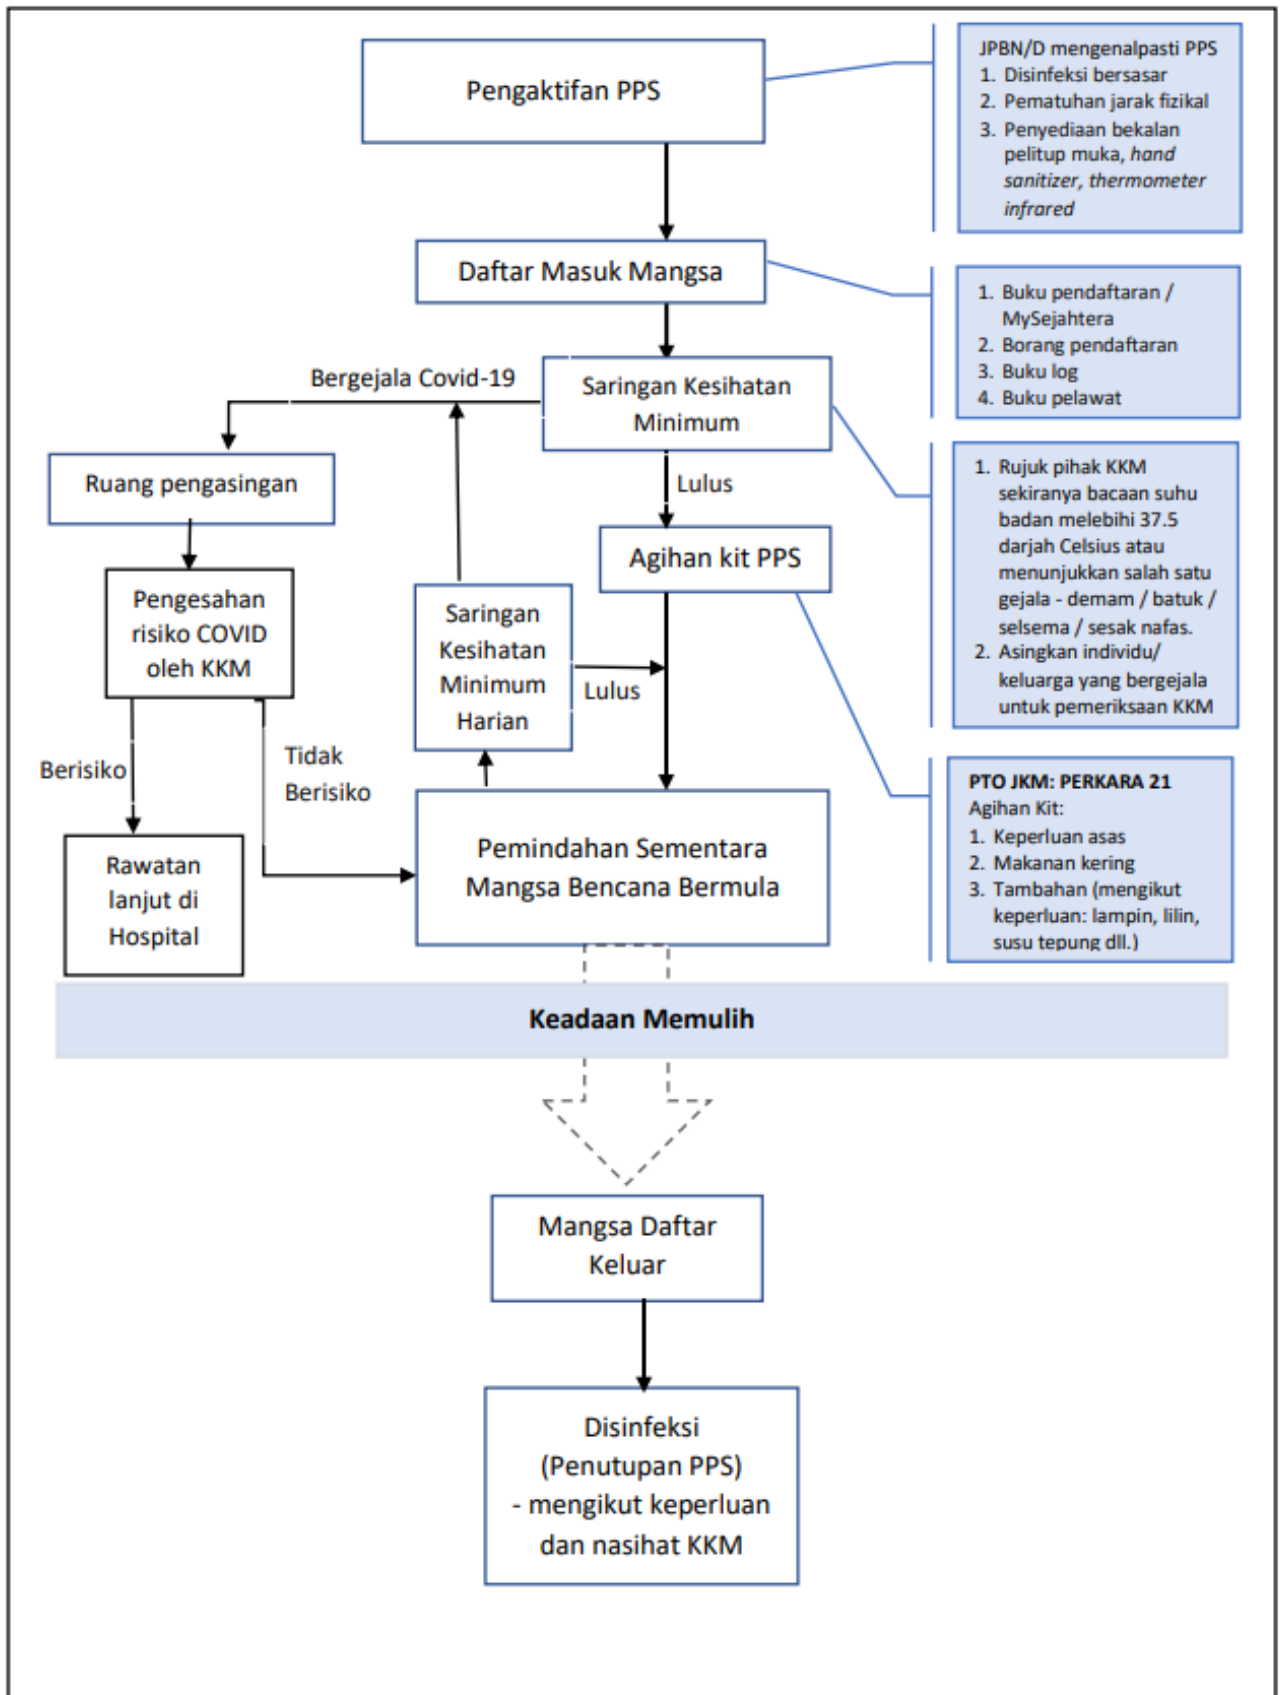 Pengaktifan PPS
JPBN/D mengenalpasti PPS
1. Disinfeksi bersasar
2. Pematuhan jarak fizikal
3. Penyediaan bekalan
pelitup muka, hand
sanitizer, thermometer
infrared
Daftar Masuk Mangsa
1. Buku pendaftaran /
MySejahtera
2. Borang pendaftaran
3. Buku log
4. Buku pelawat
Bergejala Covid-19
Saringan Kesihatan
Minimum
1. Rujuk pihak KKM
sekiranya bacaan suhu
badan melebihi 37.5
darjah Celsius atau
menunjukkan salah satu
gejala - demam / batuk /
selsema / sesak nafas.
2. Asingkan individu/
keluarga yang bergejala
untuk pemeriksaan KKM
Ruang pengasingan
Lulus
Agihan kit PPS
Pengesahan
risiko COVID
oleh KKM
Saringan
Kesihatan
Minimum
Harian
Lulus
Berisiko
Tidak
Berisiko
PTO JKM: PERKARA 21
Agihan Kit:
1. Keperluan asas
2. Makanan kering
3. Tambahan (mengikut
keperluan: lampin, lilin,
susu tepung dll.)
Rawatan
lanjut di
Hospital
Pemindahan Sementara
Mangsa Bencana Bermula
Keadaan Memulih
Mangsa Daftar
Keluar
Disinfeksi
(Penutupan PPS)
- mengikut keperluan
dan nasihat KKM